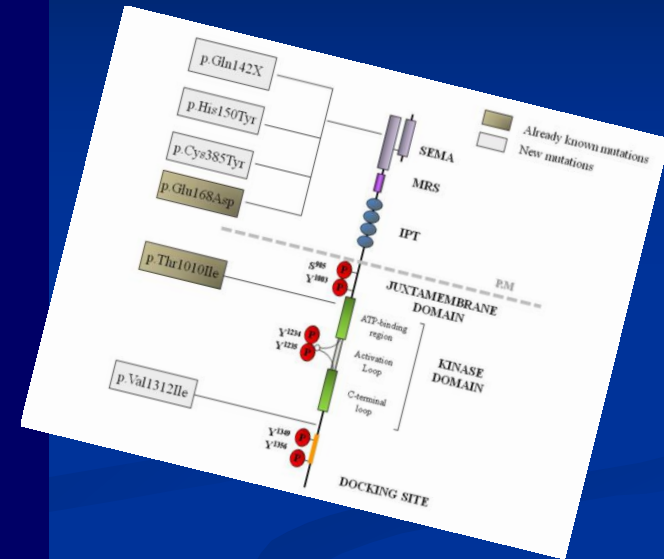 p.Gln142X
p.His150Tyr
p.Cys385Tyr
p.Glu168Asp
Already known mutations
New mutations
SEMA
MRS
IPT
P.M
p.Thr1010Ile
S⁹⁸⁵
P
Y¹⁰⁰³
P
JUXTAMEMBRANE
DOMAIN
Y¹²³⁴
P
Y¹²³⁵
P
ATP-binding
region
Activation
Loop
C-terminal
loop
KINASE
DOMAIN
p.Val1312Ile
Y¹³⁴⁹
P
Y¹³⁵⁶
P
DOCKING SITE